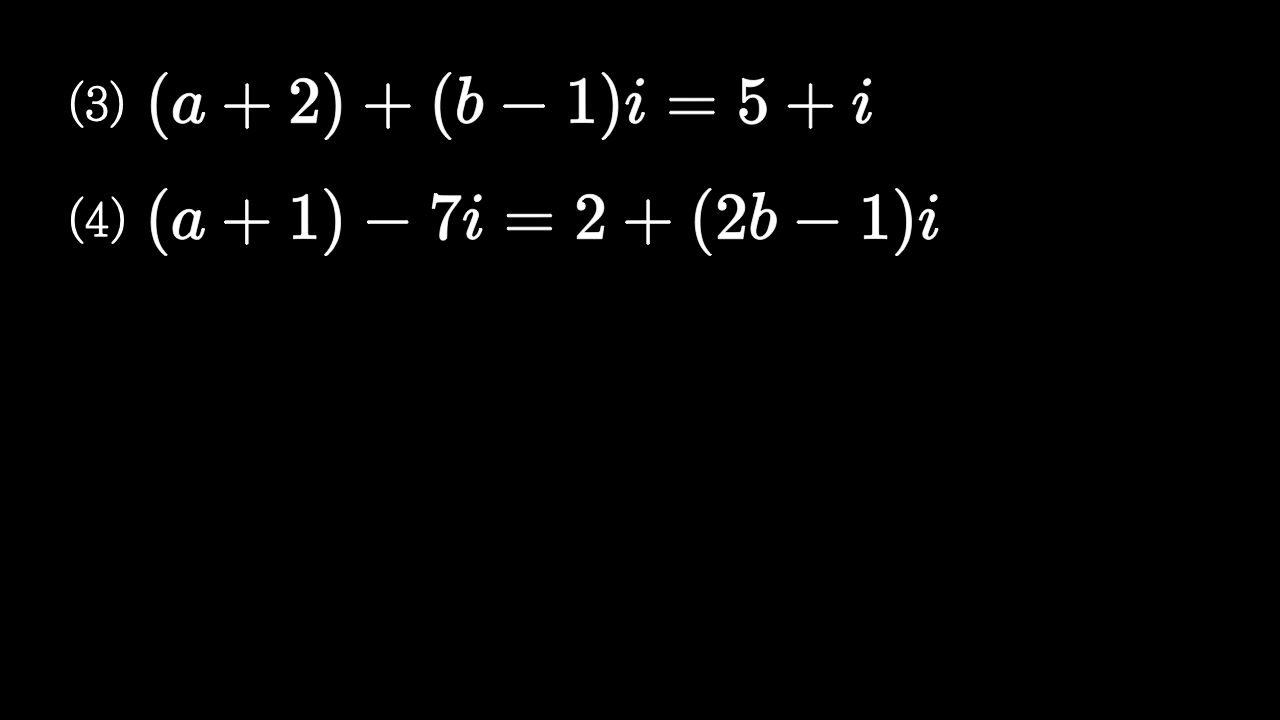 (3) (a + 2) + (b − 1)i = 5 + i
(4) (a + 1) − 7i = 2 + (2b − 1)i